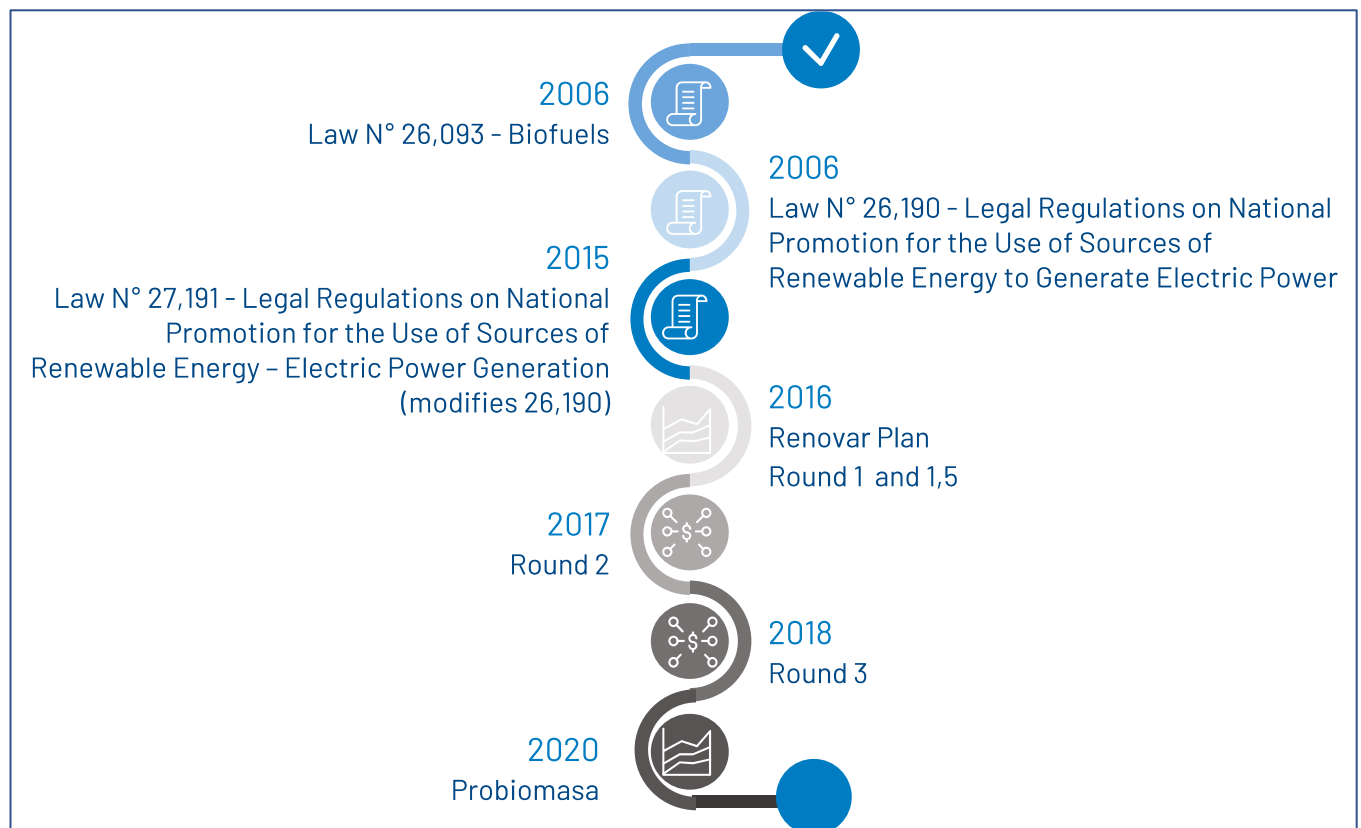 2006
Law N° 26,093 - Biofuels
2006
Law N° 26,190 - Legal Regulations on National
Promotion for the Use of Sources of
Renewable Energy to Generate Electric Power
2015
Law N° 27,191 - Legal Regulations on National
Promotion for the Use of Sources of
Renewable Energy – Electric Power Generation
(modifies 26,190)
2016
Renovar Plan
Round 1 and 1,5
2017
Round 2
$
2018
Round 3
$
2020
Probiomasa